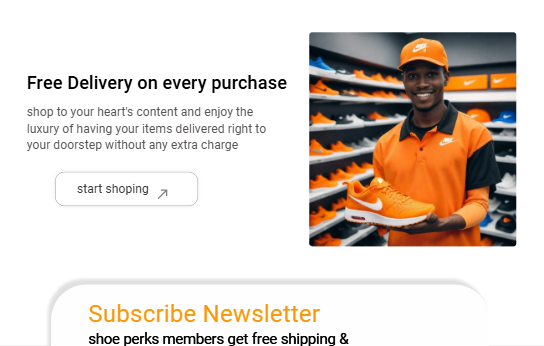 Free Delivery on every purchase
shop to your heart's content and enjoy the
luxury of having your items delivered right to
your doorstep without any extra charge
start shoping
Subscribe Newsletter
shoe perks members get free shipping &